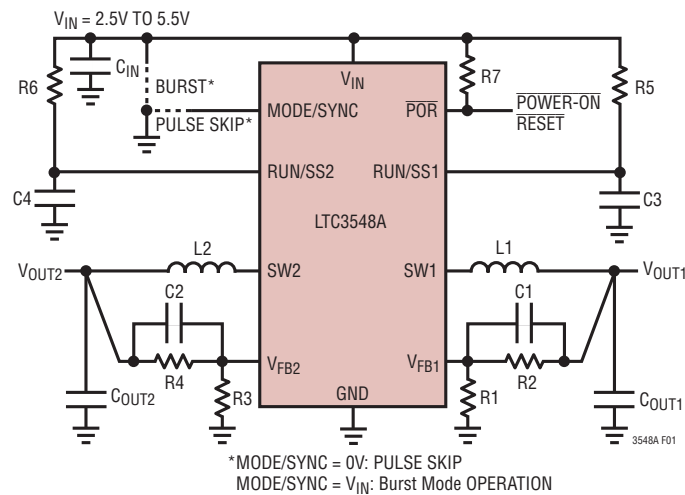 V_IN = 2.5V TO 5.5V
R6
C_IN
BURST*
PULSE SKIP*
V_IN
MODE/SYNC
POR
R7
POWER-ON
RESET
R5
RUN/SS2
RUN/SS1
C4
C3
LTC3548A
V_OUT2
L2
SW2
SW1
L1
V_OUT1
C2
C1
R4
V_FB2
V_FB1
R2
R3
R1
C_OUT2
GND
C_OUT1
3548A F01
*MODE/SYNC = 0V: PULSE SKIP
MODE/SYNC = V_IN: Burst Mode OPERATION